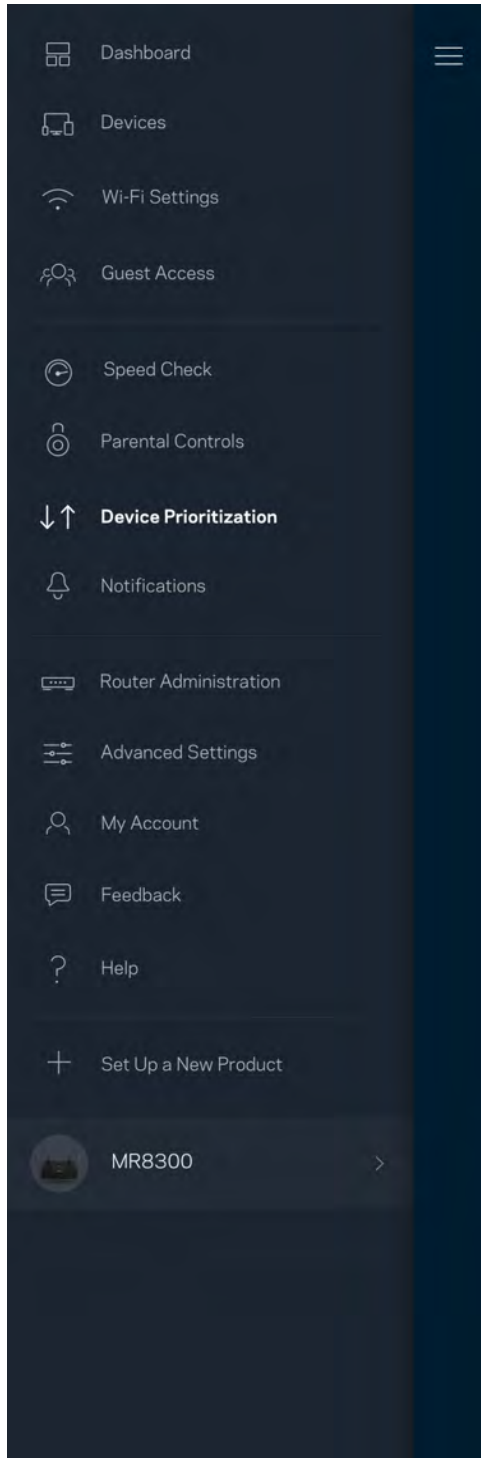 Dashboard
Devices
Wi-Fi Settings
Guest Access
Speed Check
Parental Controls
Device Prioritization
Notifications
Router Administration
Advanced Settings
My Account
Feedback
Help
Set Up a New Product
MR8300